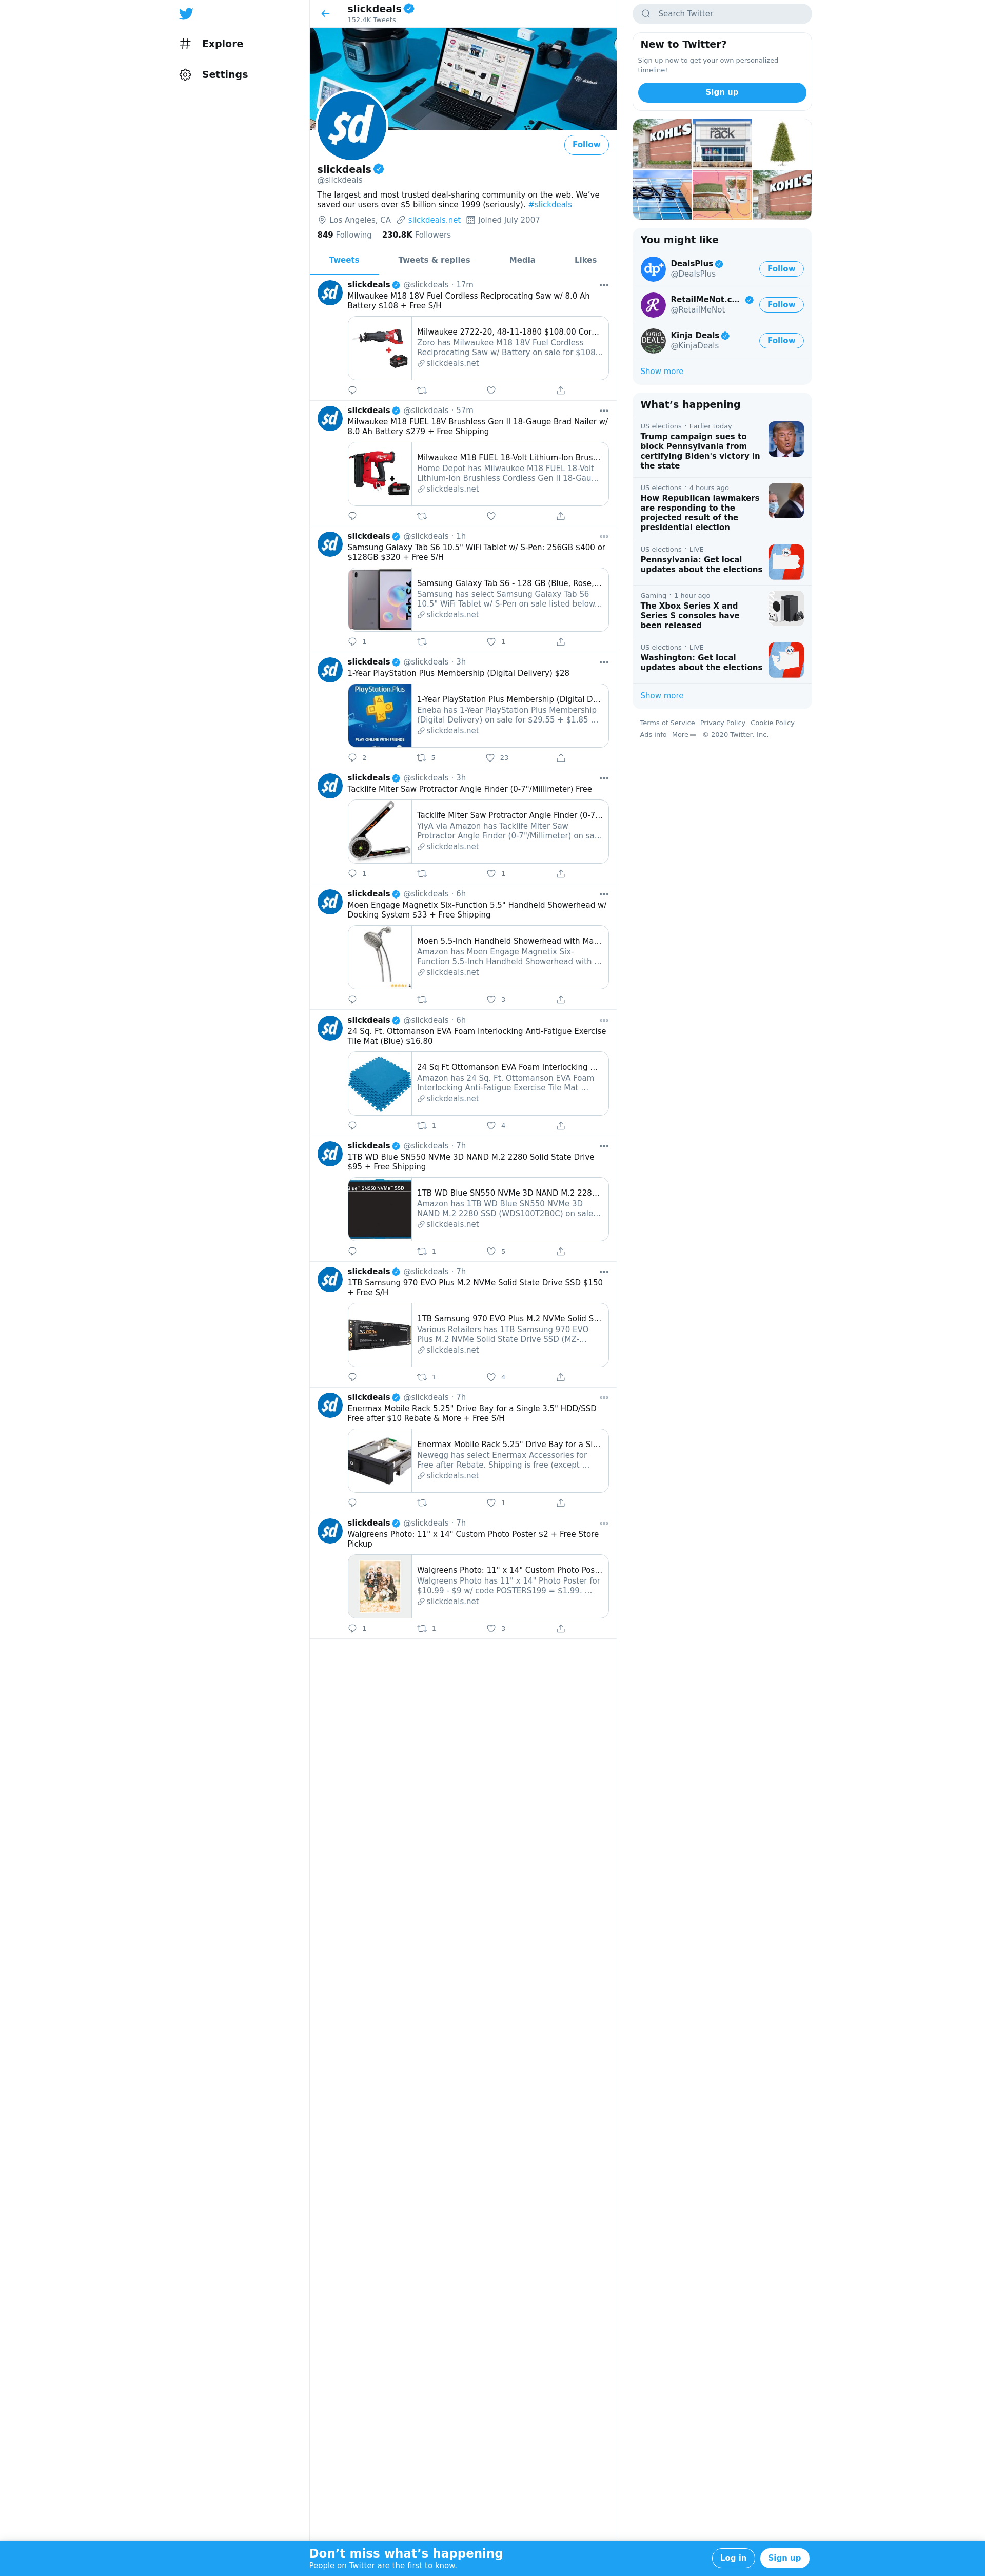 Explore
Settings
slickdeals
152.4K Tweets
$d
Follow
slickdeals
@slickdeals
The largest and most trusted deal-sharing community on the web. We’ve
saved our users over $5 billion since 1999 (seriously). #slickdeals
Los Angeles, CA slickdeals.net Joined July 2007
849 Following 230.8K Followers
Tweets Tweets & replies Media Likes
slickdeals @slickdeals · 17m
Milwaukee M18 18V Fuel Cordless Reciprocating Saw w/ 8.0 Ah
Battery $108 + Free S/H
Milwaukee 2722-20, 48-11-1880 $108.00 Cor…
Zoro has Milwaukee M18 18V Fuel Cordless
Reciprocating Saw w/ Battery on sale for $108…
slickdeals.net
slickdeals @slickdeals · 57m
Milwaukee M18 FUEL 18V Brushless Gen II 18-Gauge Brad Nailer w/
8.0 Ah Battery $279 + Free Shipping
Milwaukee M18 FUEL 18-Volt Lithium-Ion Brus…
Home Depot has Milwaukee M18 FUEL 18-Volt
Lithium-Ion Brushless Cordless Gen II 18-Gau…
slickdeals.net
slickdeals @slickdeals · 1h
Samsung Galaxy Tab S6 10.5" WiFi Tablet w/ S-Pen: 256GB $400 or
$128GB $320 + Free S/H
Samsung Galaxy Tab S6 - 128 GB (Blue, Rose,…
Samsung has select Samsung Galaxy Tab S6
10.5" WiFi Tablet w/ S-Pen on sale listed below…
slickdeals.net
1 1
slickdeals @slickdeals · 3h
1-Year PlayStation Plus Membership (Digital Delivery) $28
PlayStation.Plus
PLAY ONLINE WITH FRIENDS
1-Year PlayStation Plus Membership (Digital D…
Eneba has 1-Year PlayStation Plus Membership
(Digital Delivery) on sale for $29.55 + $1.85 …
slickdeals.net
2 5 23
slickdeals @slickdeals · 3h
Tacklife Miter Saw Protractor Angle Finder (0-7"/Millimeter) Free
Tacklife Miter Saw Protractor Angle Finder (0-7…
YiyA via Amazon has Tacklife Miter Saw
Protractor Angle Finder (0-7"/Millimeter) on sa…
slickdeals.net
1 1
slickdeals @slickdeals · 6h
Moen Engage Magnetix Six-Function 5.5" Handheld Showerhead w/
Docking System $33 + Free Shipping
Moen 5.5-Inch Handheld Showerhead with Ma…
Amazon has Moen Engage Magnetix Six-
Function 5.5-Inch Handheld Showerhead with …
slickdeals.net
3
slickdeals @slickdeals · 6h
24 Sq. Ft. Ottomanson EVA Foam Interlocking Anti-Fatigue Exercise
Tile Mat (Blue) $16.80
24 Sq Ft Ottomanson EVA Foam Interlocking …
Amazon has 24 Sq. Ft. Ottomanson EVA Foam
Interlocking Anti-Fatigue Exercise Tile Mat …
slickdeals.net
1 4
slickdeals @slickdeals · 7h
1TB WD Blue SN550 NVMe 3D NAND M.2 2280 Solid State Drive
$95 + Free Shipping
Blue™ SN550 NVMe™ SSD
1TB WD Blue SN550 NVMe 3D NAND M.2 228…
Amazon has 1TB WD Blue SN550 NVMe 3D
NAND M.2 2280 SSD (WDS100T2B0C) on sale…
slickdeals.net
1 5
slickdeals @slickdeals · 7h
1TB Samsung 970 EVO Plus M.2 NVMe Solid State Drive SSD $150
+ Free S/H
1TB Samsung 970 EVO Plus M.2 NVMe Solid S…
Various Retailers has 1TB Samsung 970 EVO
Plus M.2 NVMe Solid State Drive SSD (MZ-…
slickdeals.net
1 4
slickdeals @slickdeals · 7h
Enermax Mobile Rack 5.25" Drive Bay for a Single 3.5" HDD/SSD
Free after $10 Rebate & More + Free S/H
Enermax Mobile Rack 5.25" Drive Bay for a Si…
Newegg has select Enermax Accessories for
Free after Rebate. Shipping is free (except …
slickdeals.net
1
slickdeals @slickdeals · 7h
Walgreens Photo: 11" x 14" Custom Photo Poster $2 + Free Store
Pickup
Walgreens Photo: 11" x 14" Custom Photo Pos…
Walgreens Photo has 11" x 14" Photo Poster for
$10.99 - $9 w/ code POSTERS199 = $1.99. …
slickdeals.net
1 1 3
Search Twitter
New to Twitter?
Sign up now to get your own personalized
timeline!
Sign up
KOHL'S
rack
KOHL'S
You might like
DealsPlus
@DealsPlus
Follow
RetailMeNot.c…
@RetailMeNot
Follow
Kinja Deals
@KinjaDeals
Follow
Show more
What’s happening
US elections · Earlier today
Trump campaign sues to
block Pennsylvania from
certifying Biden's victory in
the state
US elections · 4 hours ago
How Republican lawmakers
are responding to the
projected result of the
presidential election
US elections · LIVE
Pennsylvania: Get local
updates about the elections
Gaming · 1 hour ago
The Xbox Series X and
Series S consoles have
been released
US elections · LIVE
Washington: Get local
updates about the elections
Show more
Terms of Service Privacy Policy Cookie Policy
Ads info More © 2020 Twitter, Inc.
Don’t miss what’s happening
People on Twitter are the first to know.
Log in Sign up